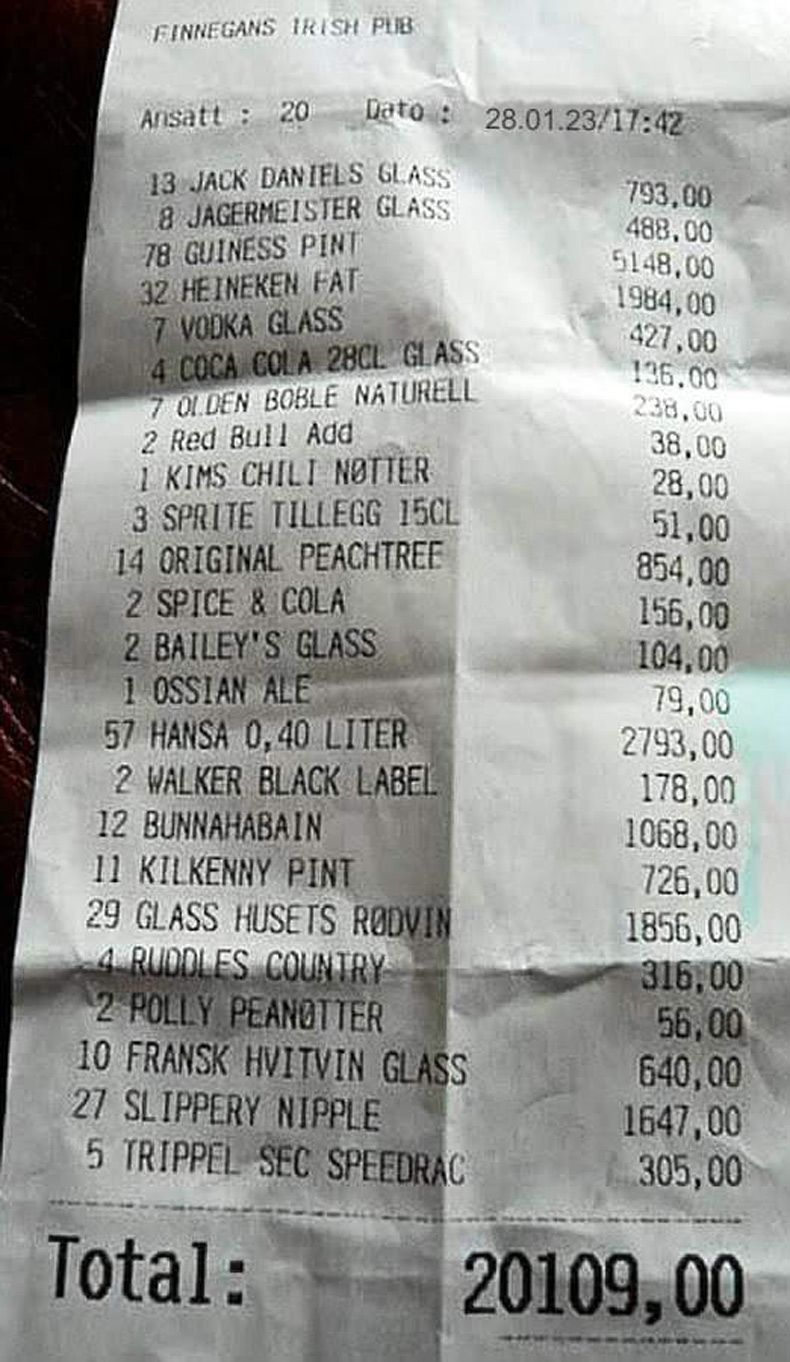 FINNEGANS IRISH PUB
Ansatt : 20 Dato : 28.01.23/17:42
13 JACK DANIELS GLASS 793,00
8 JAGERMEISTER GLASS 488,00
78 GUINESS PINT 5148,00
32 HEINEKEN FAT 1984,00
7 VODKA GLASS 427,00
4 COCA COLA 28CL GLASS 136,00
7 OLDEN BOBLE NATURELL 238,00
2 Red Bull Add 38,00
1 KIMS CHILI NØTTER 28,00
3 SPRITE TILLEGG 15CL 51,00
14 ORIGINAL PEACHTREE 854,00
2 SPICE & COLA 156,00
2 BAILEY'S GLASS 104,00
1 OSSIAN ALE 79,00
57 HANSA 0,40 LITER 2793,00
2 WALKER BLACK LABEL 178,00
12 BUNNAHABAIN 1068,00
11 KILKENNY PINT 726,00
29 GLASS HUSETS RØDVIN 1856,00
4 RUDDLES COUNTRY 316,00
2 POLLY PEANØTTER 56,00
10 FRANSK HVITVIN GLASS 640,00
27 SLIPPERY NIPPLE 1647,00
5 TRIPPEL SEC SPEEDRAC 305,00
Total: 20109,00